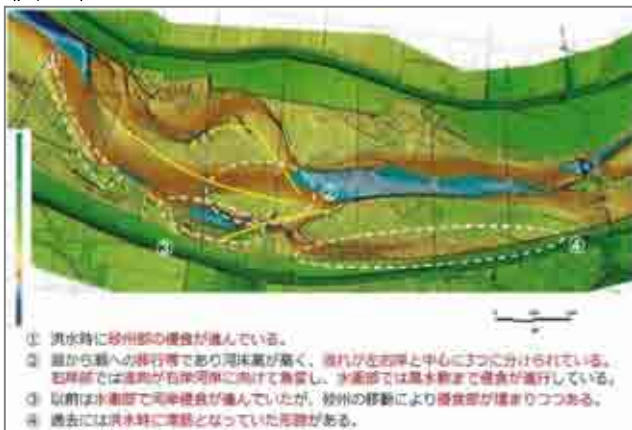 ③
④
① 洪水時に砂州部の侵食が進んでいる。
② 淵から瀬への移行帯であり河床高が高く、流れが左右岸と中心に3つに分けられている。
右岸部では流向が右岸河岸に向けて急変し、水衝部では高水敷まで侵食が進行している。
③ 以前は水衝部で河岸侵食が進んでいたが、砂州の移動により侵食部が埋まりつつある。
④ 過去には洪水時に澪筋となっていた形跡がある。